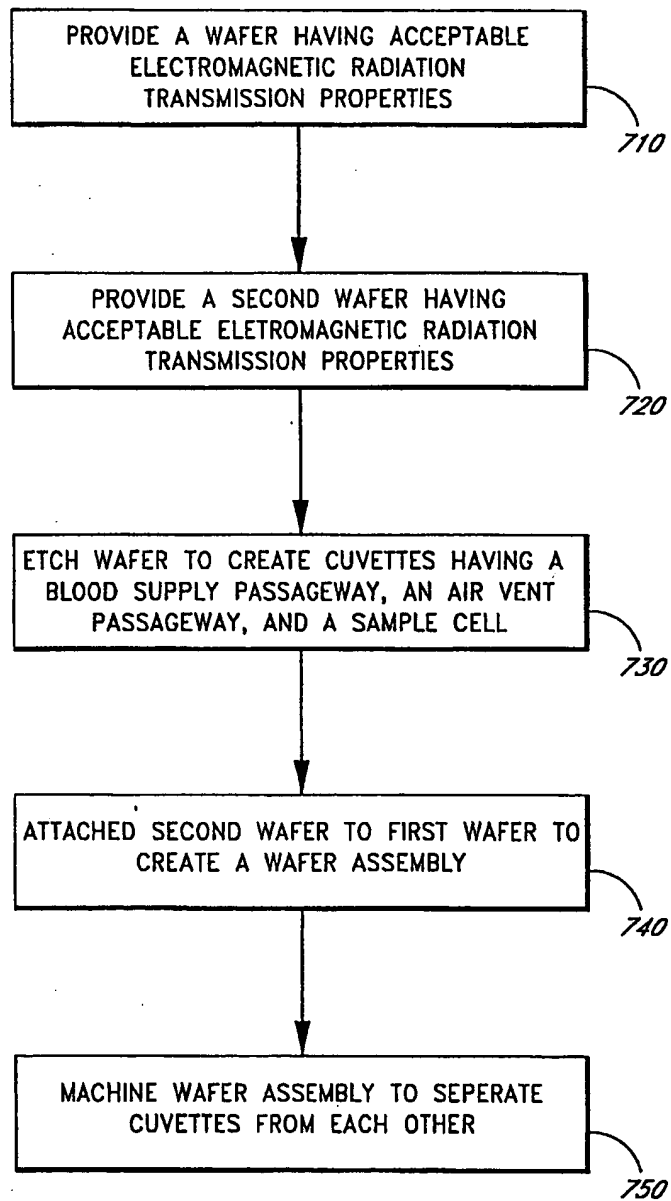 PROVIDE A WAFER HAVING ACCEPTABLE
ELECTROMAGNETIC RADIATION
TRANSMISSION PROPERTIES
710
PROVIDE A SECOND WAFER HAVING
ACCEPTABLE ELETROMAGNETIC RADIATION
TRANSMISSION PROPERTIES
720
ETCH WAFER TO CREATE CUVETTES HAVING A
BLOOD SUPPLY PASSAGEWAY, AN AIR VENT
PASSAGEWAY, AND A SAMPLE CELL
730
ATTACHED SECOND WAFER TO FIRST WAFER TO
CREATE A WAFER ASSEMBLY
740
MACHINE WAFER ASSEMBLY TO SEPERATE
CUVETTES FROM EACH OTHER
750